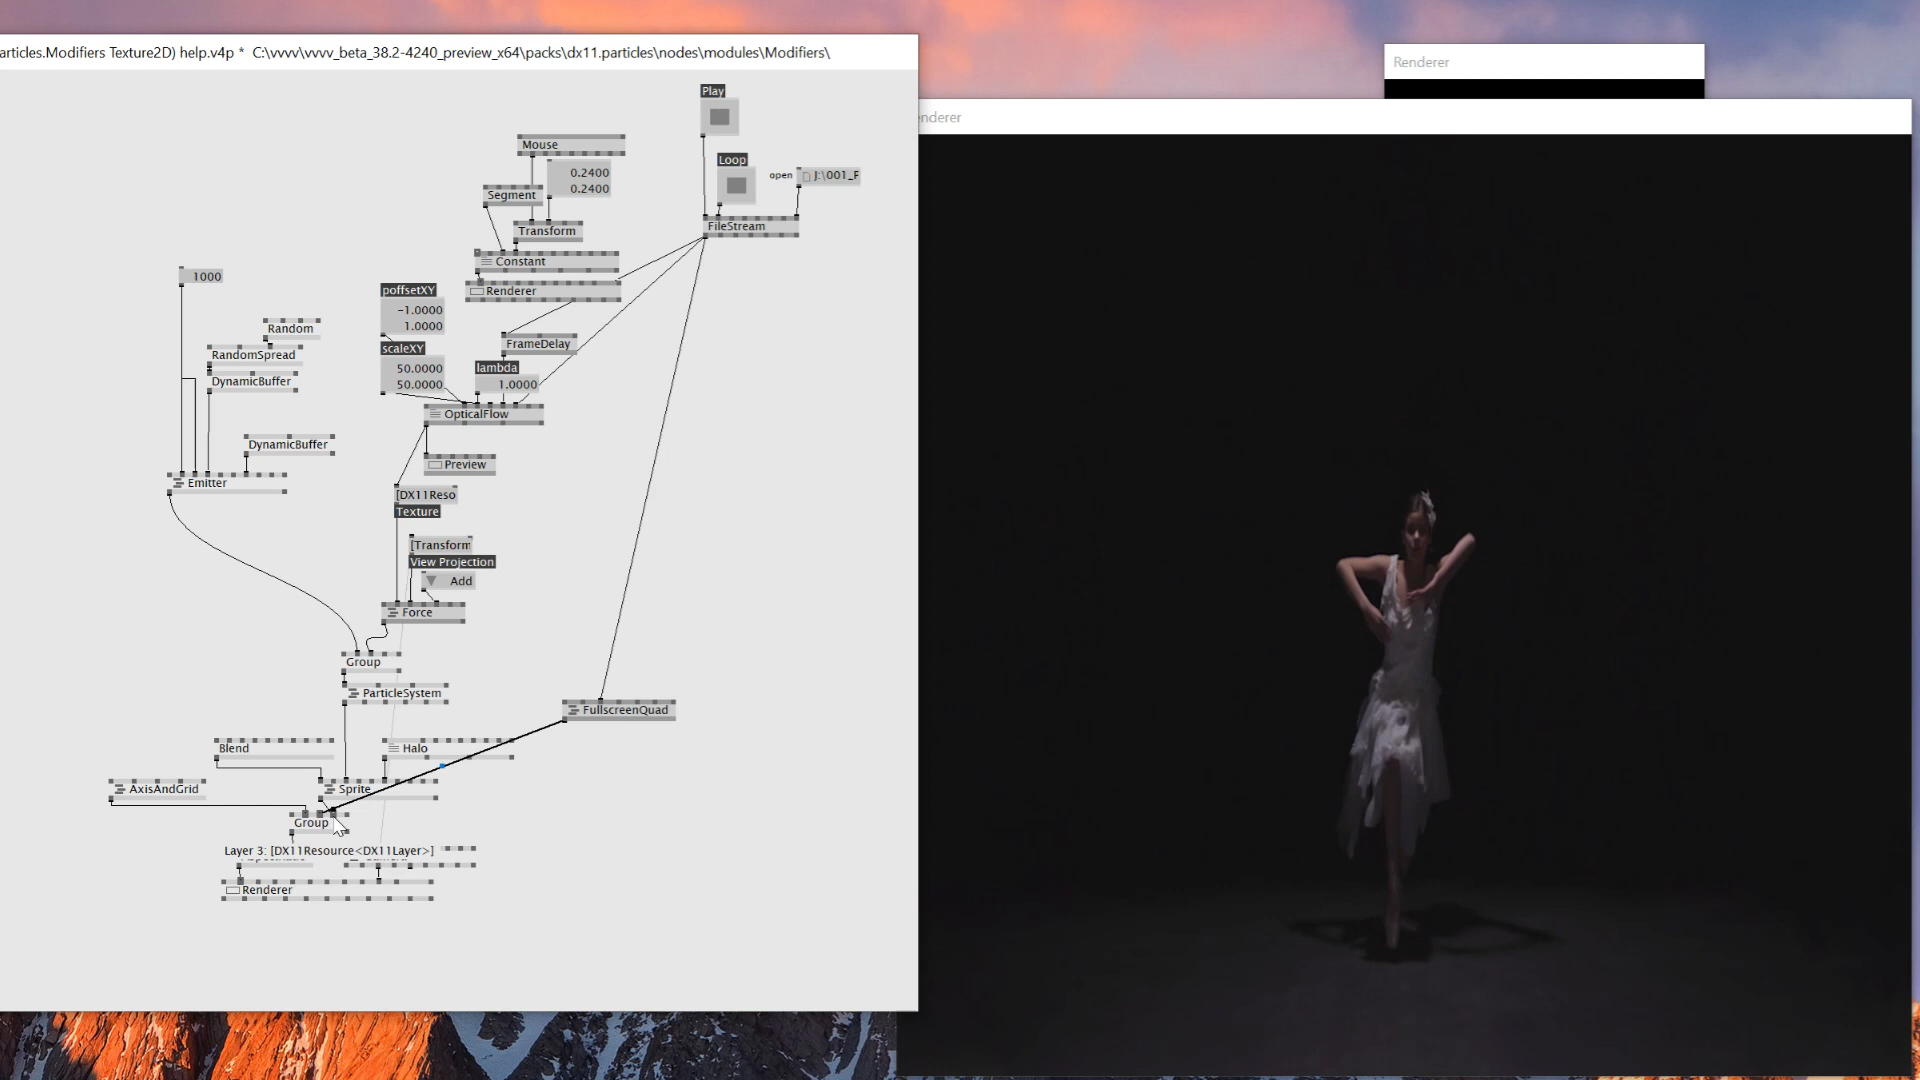 articles.Modifiers Texture2D) help.v4p *  C:\vvvv\vvvv_beta_38.2-4240_preview_x64\packs\dx11.particles\nodes\modules\Modifiers\
Renderer
enderer
Play
Mouse
Loop
0.2400
0.2400
open
J:\001_F
Segment
Transform
FileStream
Constant
1000
poffsetXY
Renderer
-1.0000
1.0000
Random
FrameDelay
scaleXY
RandomSpread
lambda
50.0000
50.0000
DynamicBuffer
1.0000
OpticalFlow
DynamicBuffer
Preview
Emitter
[DX11Reso
Texture
[Transform
View Projection
Add
Force
Group
ParticleSystem
FullscreenQuad
Blend
Halo
AxisAndGrid
Sprite
Group
Layer 3: [DX11Resource<DX11Layer>]
Renderer